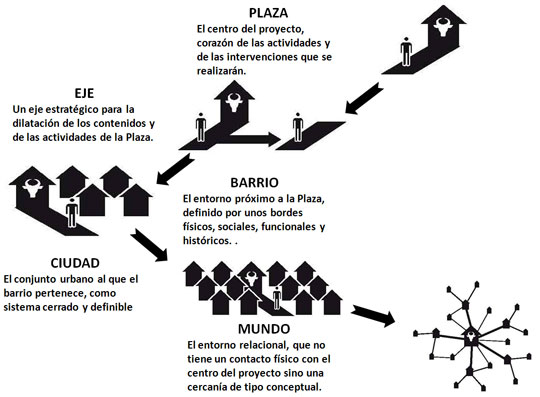 PLAZA
El centro del proyecto,
corazón de las actividades y
de las intervenciones que se
realizarán.
EJE
Un eje estratégico para la
dilatación de los contenidos y
de las actividades de la Plaza.
BARRIO
El entorno próximo a la Plaza,
definido por unos bordes
físicos, sociales, funcionales y
históricos. .
CIUDAD
El conjunto urbano al que el
barrio pertenece, como
sistema cerrado y definible
MUNDO
El entorno relacional, que no
tiene un contacto físico con el
centro del proyecto sino una
cercanía de tipo conceptual.